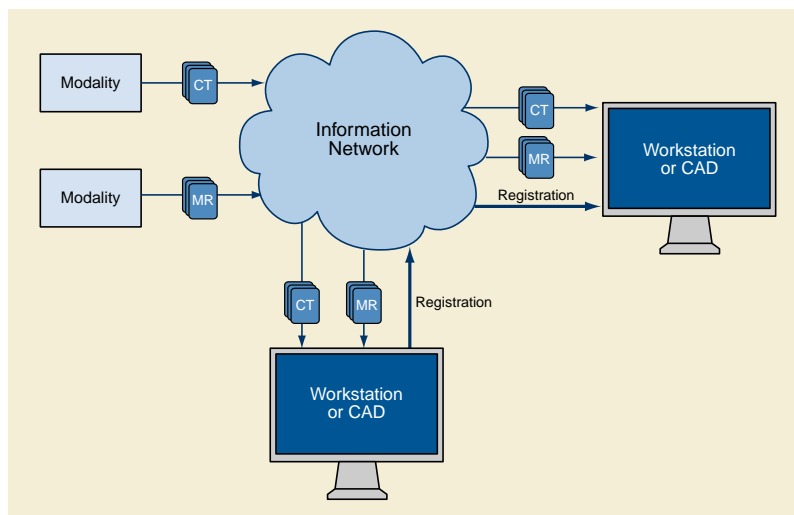 Modality
CT
Information
Network
CT
MR
Workstation
or CAD
Modality
MR
Registration
CT
MR
Registration
Workstation
or CAD